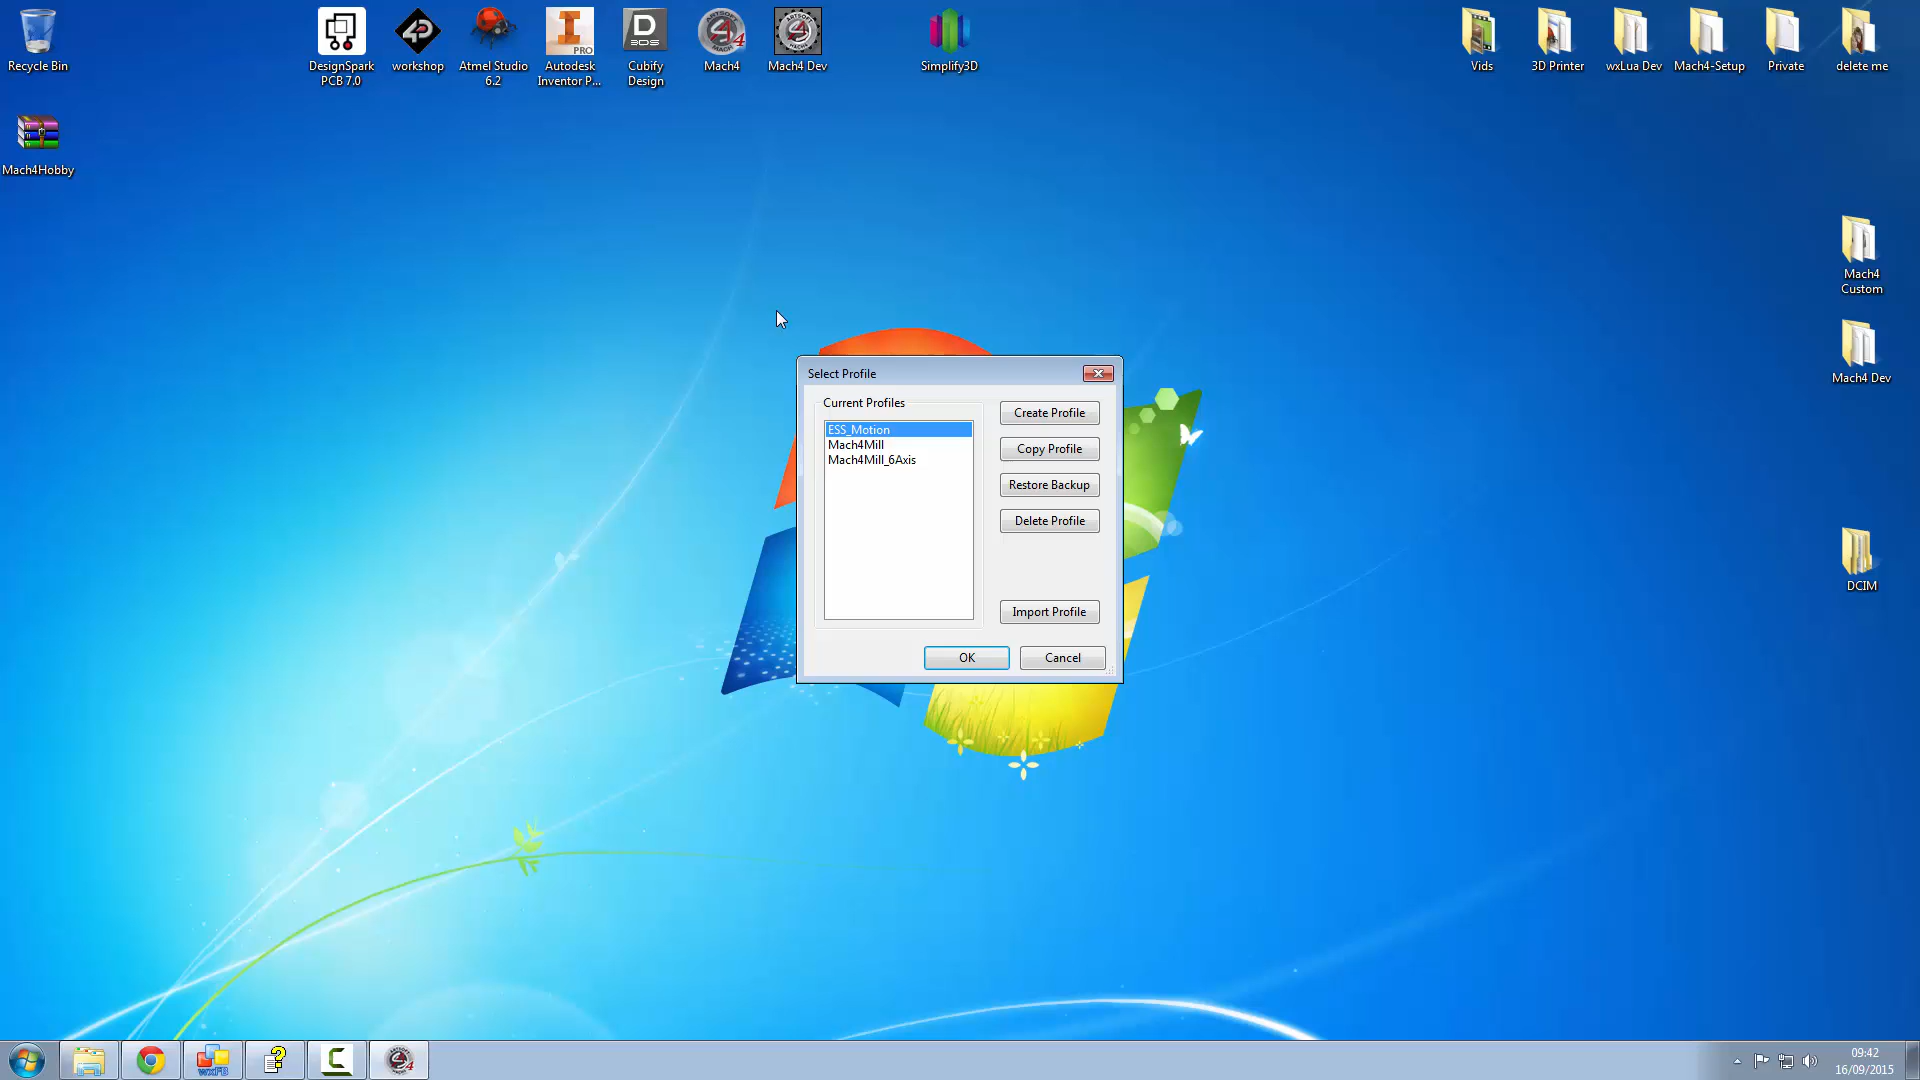 Recycle Bin
DesignSpark
PCB 7.0
workshop
Atmel Studio
6.2
Autodesk
Inventor P...
Cubify
Design
Mach4
Mach4 Dev
Simplify3D
Vids
3D Printer
wxLua Dev
Mach4-Setup
Private
delete me
Mach4Hobby
Mach4
Custom
Mach4 Dev
DCIM
Select Profile
Current Profiles
ESS_Motion
Mach4Mill
Mach4Mill_6Axis
Create Profile
Copy Profile
Restore Backup
Delete Profile
Import Profile
OK
Cancel
PRO
D
3DS
wxFB
09:42
16/09/2015